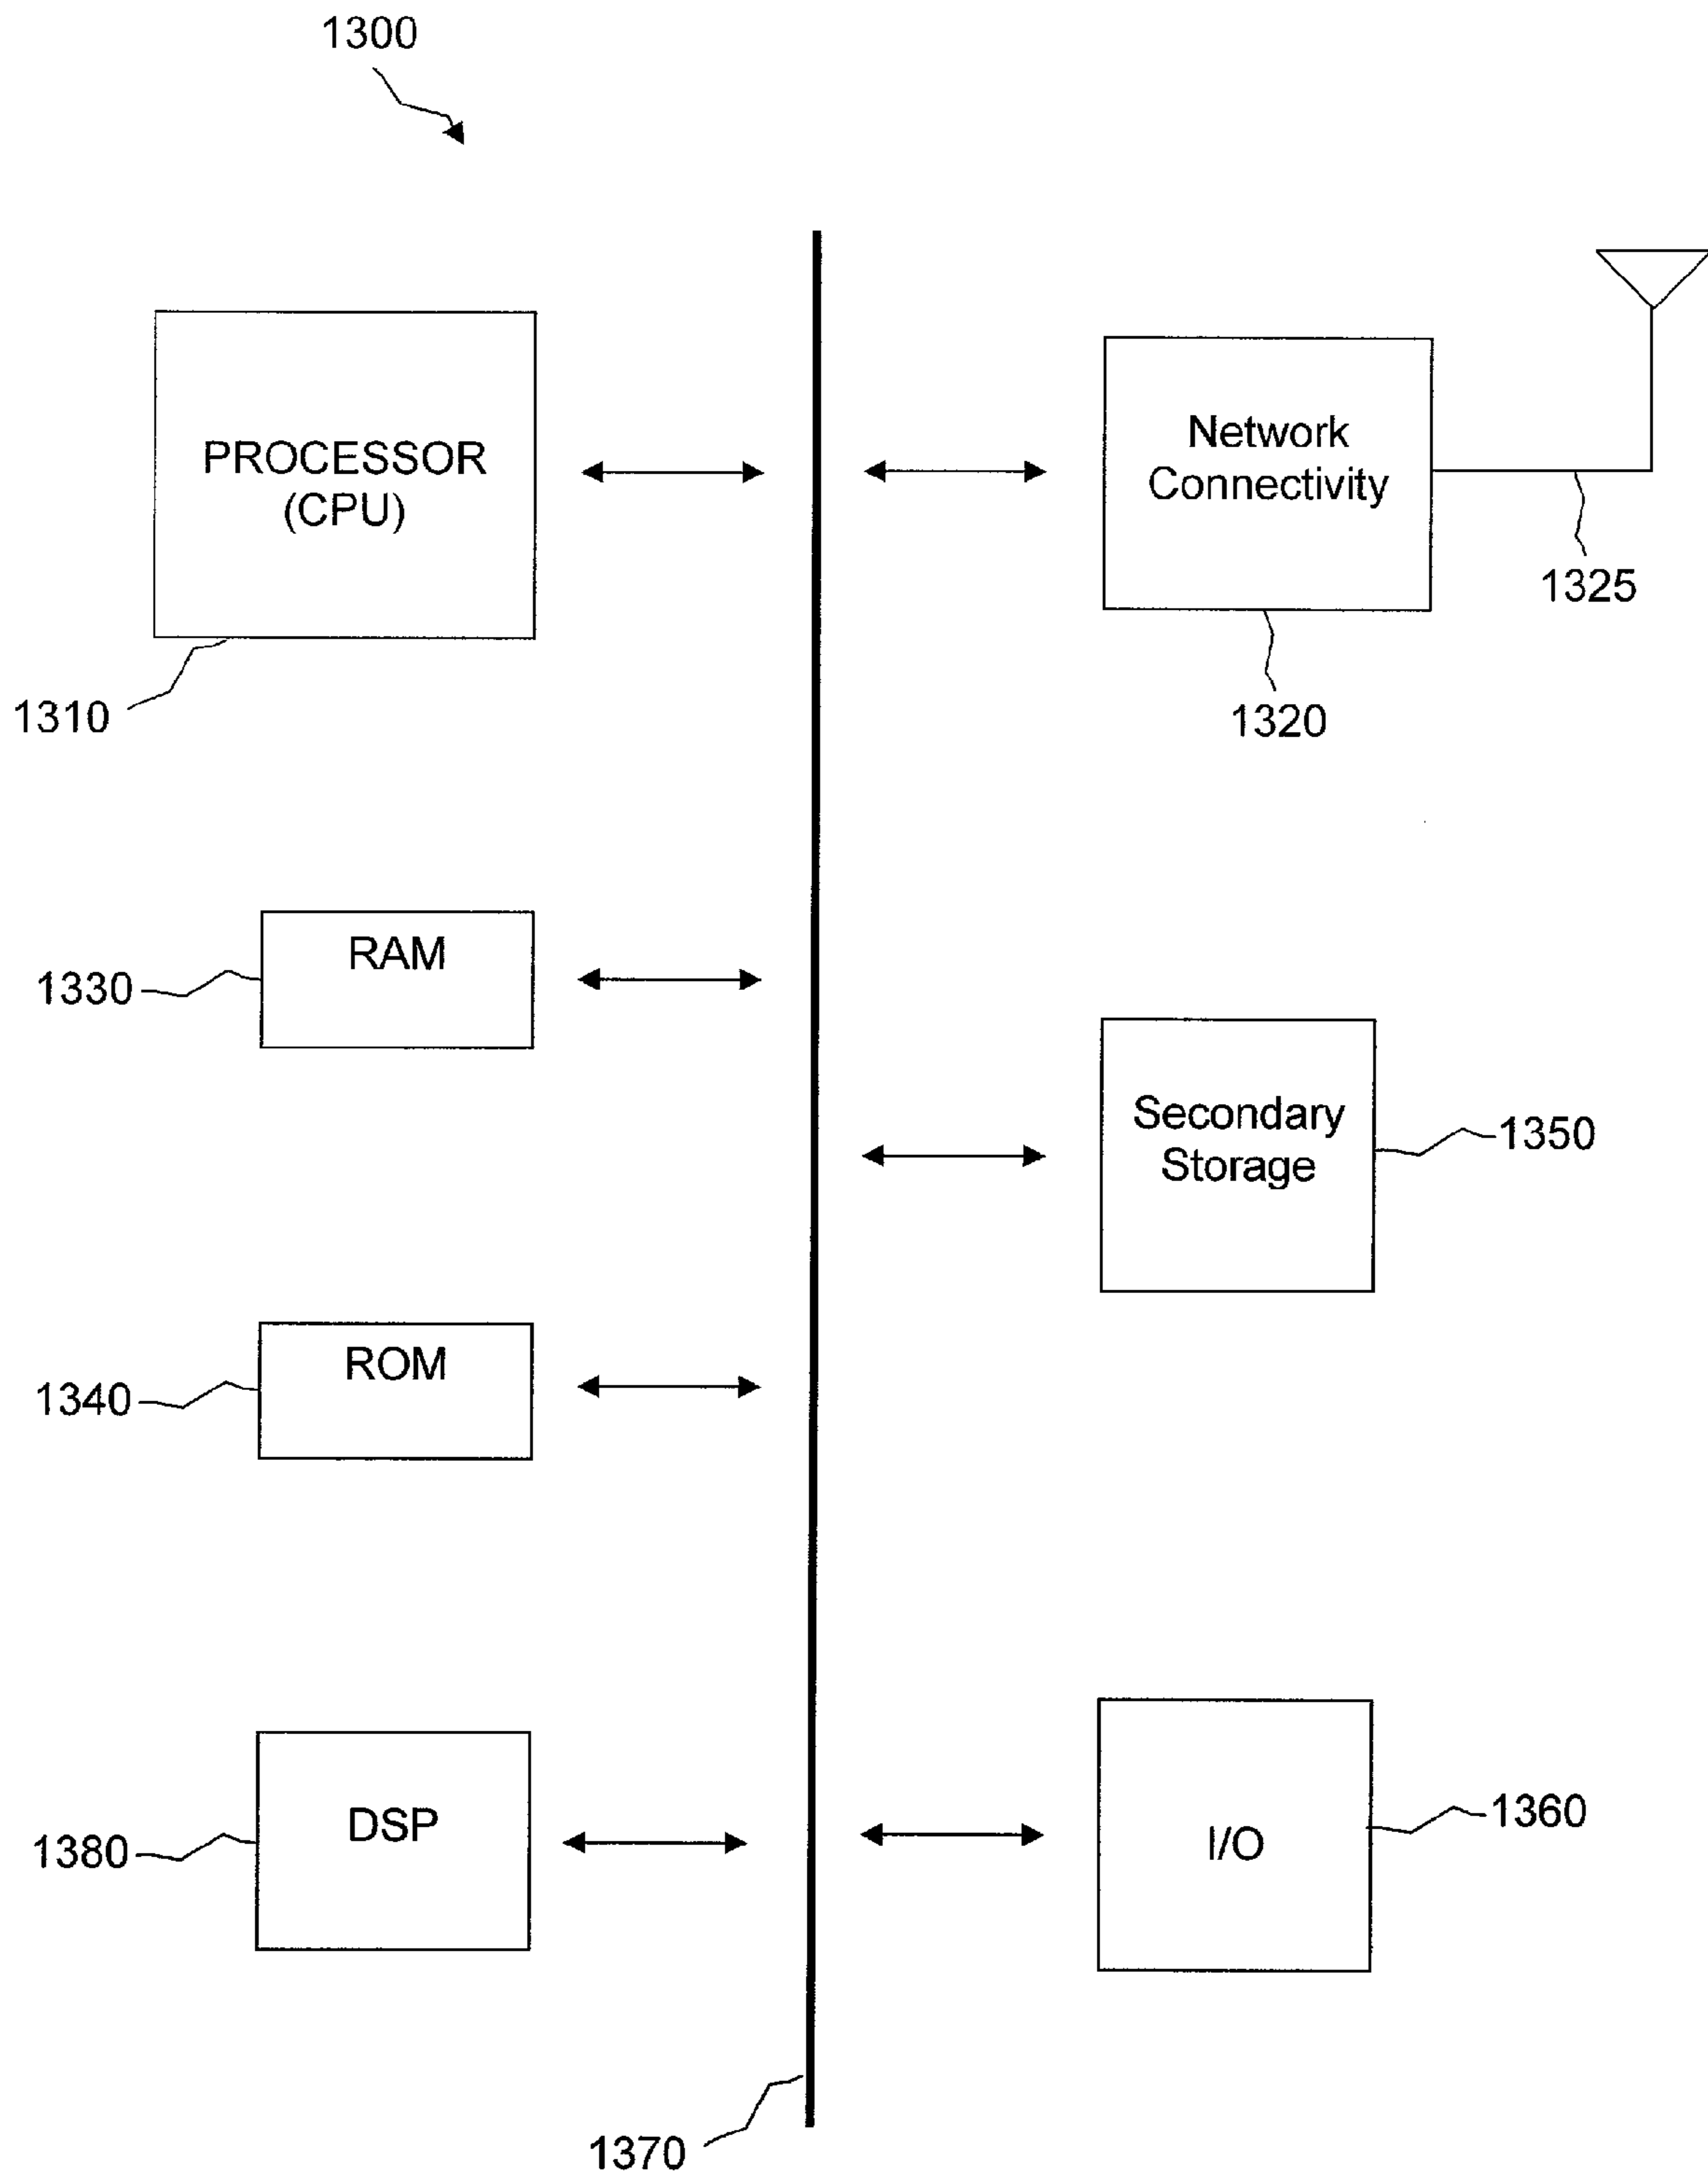 1300
PROCESSOR
(CPU)
1310
Network
Connectivity
1325
1320
RAM
1330
Secondary
Storage
1350
ROM
1340
DSP
1380
I/O
1360
1370